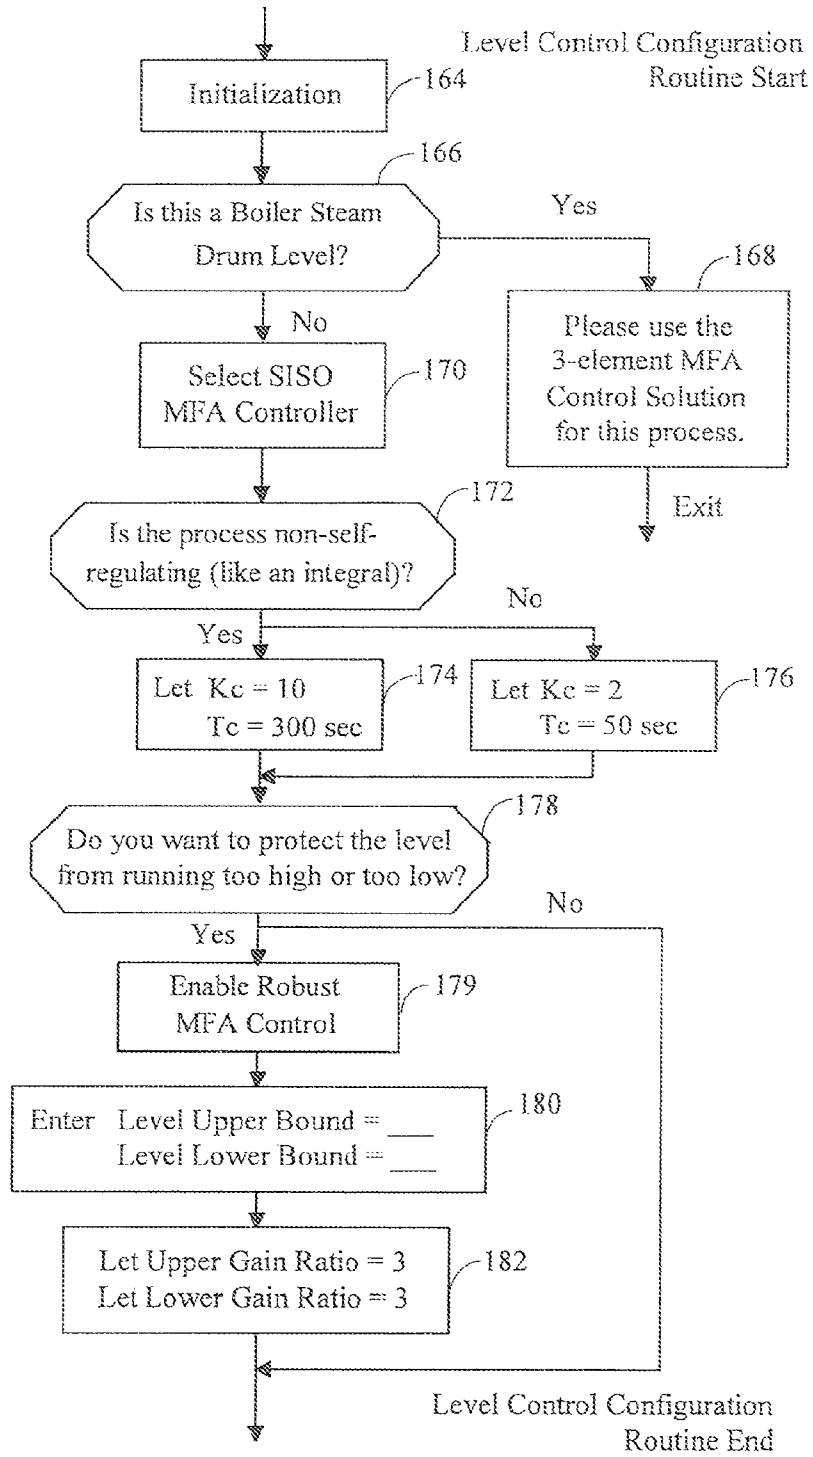 Level Control Configuration
Routine Start
Initialization
164
166
Is this a Boiler Steam
Drum Level?
Yes
168
No
Please use the
3-element MFA
Control Solution
for this process.
Select SISO
MFA Controller
170
Exit
172
Is the process non-self-
regulating (like an integral)?
No
Yes
Let Kc = 10
Tc = 300 sec
174
Let Kc = 2
Tc = 50 sec
176
178
Do you want to protect the level
from running too high or too low?
No
Yes
Enable Robust
MFA Control
179
Enter Level Upper Bound = ___
Level Lower Bound = ___
180
Let Upper Gain Ratio = 3
Let Lower Gain Ratio = 3
182
Level Control Configuration
Routine End